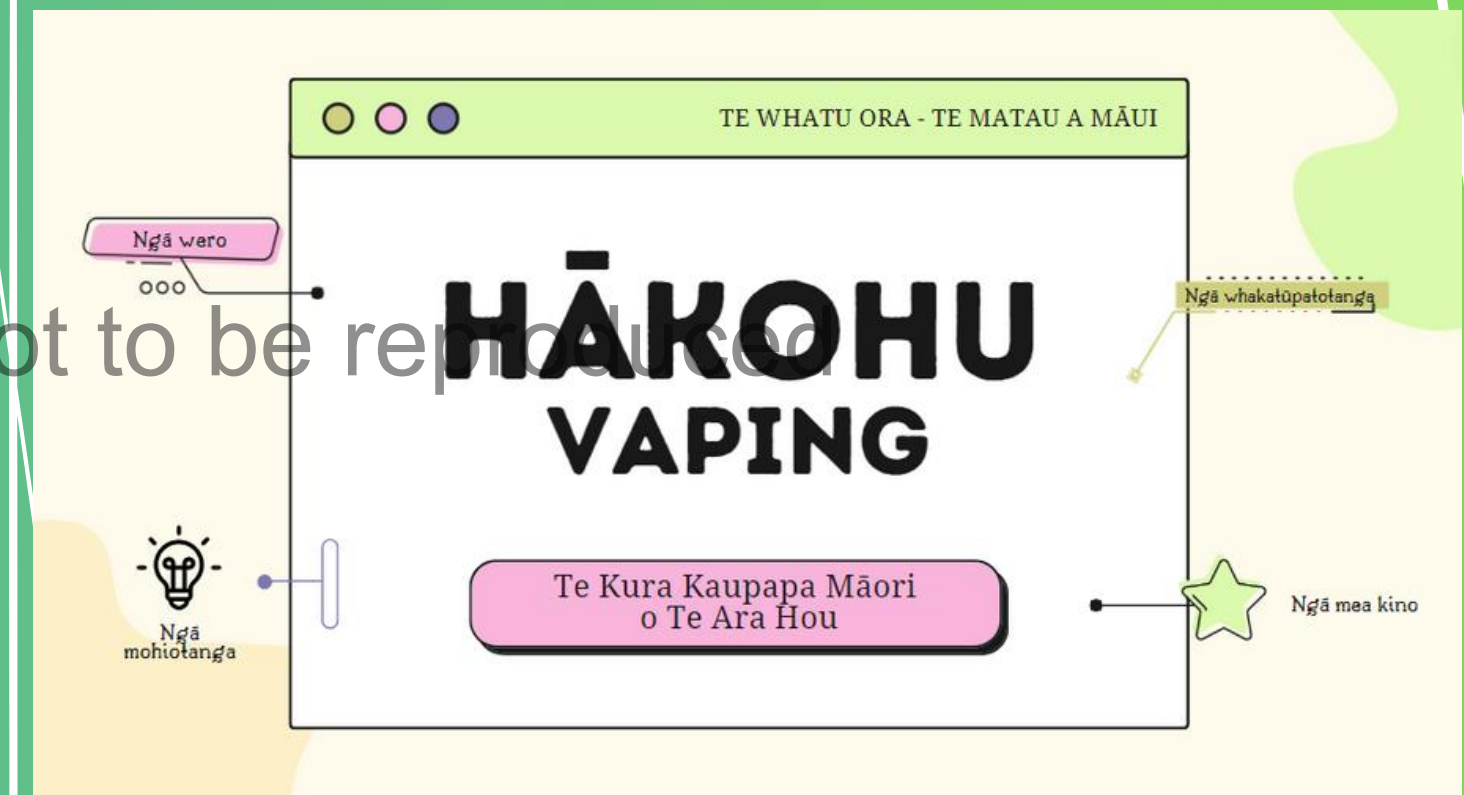 TE WHATU ORA - TE MATAU A MĀUI
Ngā wero
HĀKOHU
VAPING
Ngā whakatūpatotanga
ot to be reproduced
Te Kura Kaupapa Māori
o Te Ara Hou
Ngā
mohiotanga
Ngā mea kino